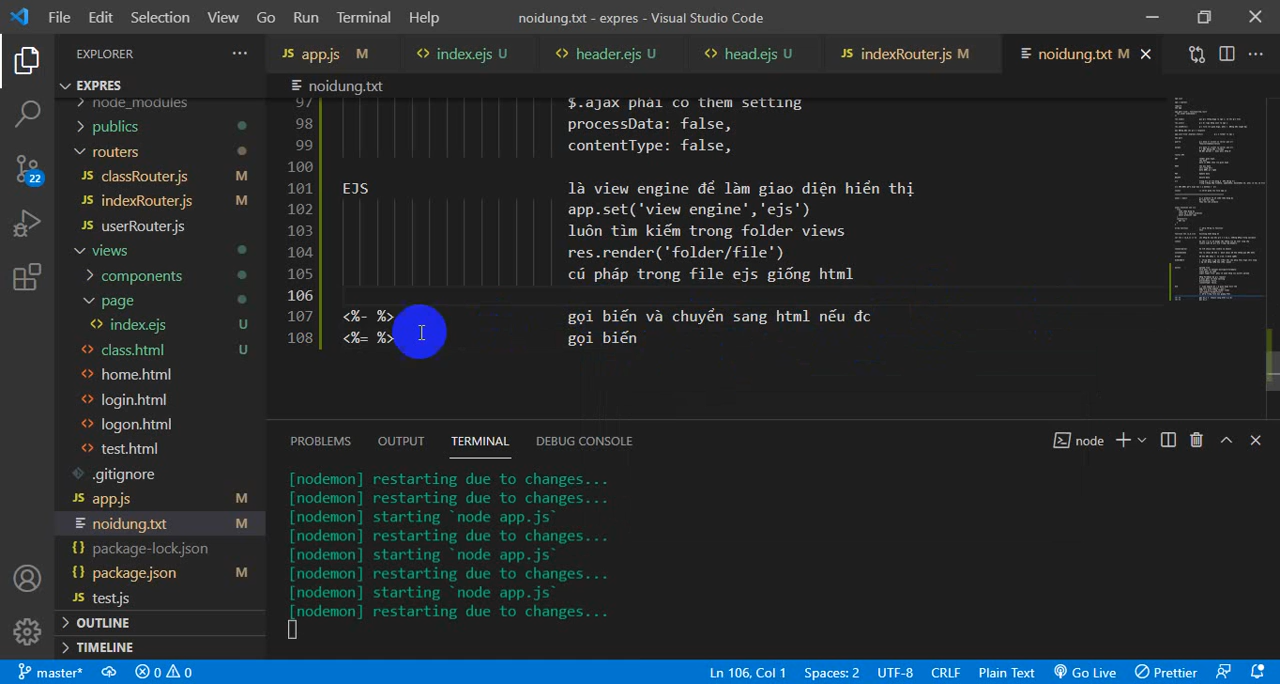 File Edit Selection View Go Run Terminal Help noidung.txt - expres - Visual Studio Code
EXPLORER
EXPRES
node_modules
publics
routers
JS classRouter.js M
JS indexRouter.js M
JS userRouter.js
views
components
page
<> index.ejs U
<> class.html U
<> home.html
<> login.html
<> logon.html
<> test.html
.gitignore
JS app.js M
noidung.txt M
{} package-lock.json
{} package.json M
JS test.js
OUTLINE
TIMELINE
22
JS app.js M <> index.ejs U <> header.ejs U <> head.ejs U JS indexRouter.js M noidung.txt M
noidung.txt
97 $.ajax phải có thêm setting
98 processData: false,
99 contentType: false,
100
101 EJS là view engine để làm giao diện hiển thị
102 app.set('view engine','ejs')
103 luôn tìm kiếm trong folder views
104 res.render('folder/file')
105 cú pháp trong file ejs giống html
106
107 <%- %> gọi biến và chuyển sang html nếu đc
108 <%= %> gọi biến
PROBLEMS OUTPUT TERMINAL DEBUG CONSOLE node
[nodemon] restarting due to changes...
[nodemon] restarting due to changes...
[nodemon] starting `node app.js`
[nodemon] restarting due to changes...
[nodemon] starting `node app.js`
[nodemon] restarting due to changes...
[nodemon] starting `node app.js`
[nodemon] restarting due to changes...
master* 0 0 Ln 106, Col 1 Spaces: 2 UTF-8 CRLF Plain Text Go Live Prettier